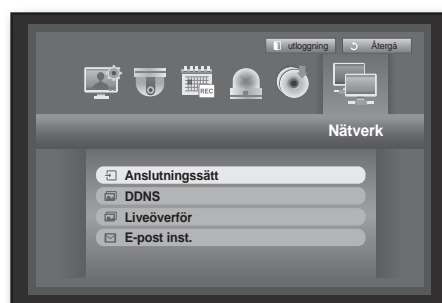 utloggning Återgå
REC
Nätverk
Anslutningssätt
DDNS
Liveöverför
E-post inst.